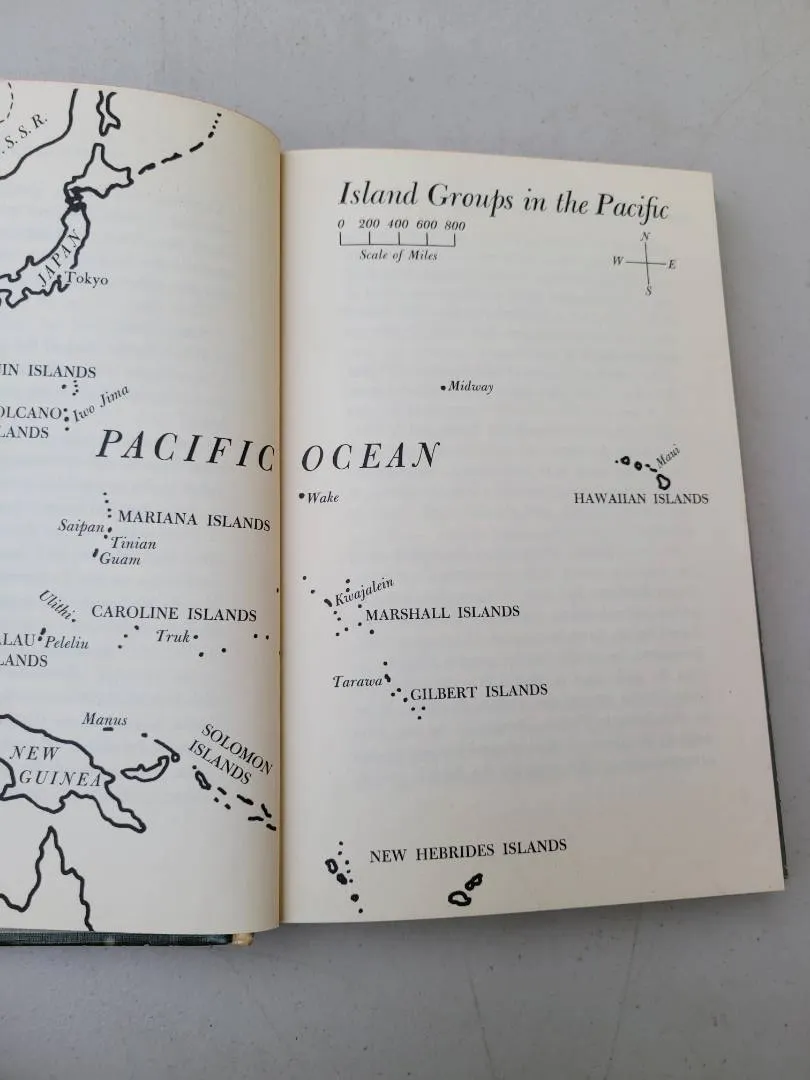 .S.S.R.
JAPAN
Tokyo
IN ISLANDS
OLCANO
LANDS
Iwo Jima
PACIFIC
Saipan
MARIANA ISLANDS
Tinian
Guam
Ulithi
CAROLINE ISLANDS
LAU
LANDS
Peleliu
Truk
Manus
NEW
GUINEA
SOLOMON
ISLANDS
Island Groups in the Pacific
0 200 400 600 800
Scale of Miles
N
W E
S
Midway
OCEAN
Maui
HAWAIIAN ISLANDS
Wake
Kwajalein
MARSHALL ISLANDS
Tarawa
GILBERT ISLANDS
NEW HEBRIDES ISLANDS